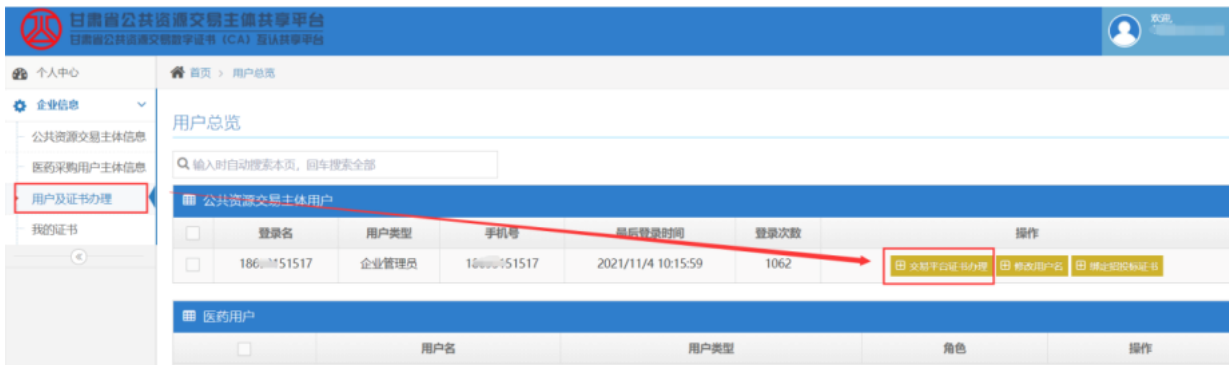 甘肃省公共资源交易主体共享平台
甘肃省公共资源交易数字证书（CA）互认共享平台
欢迎,
个人中心
首页 > 用户总览
企业信息
用户总览
公共资源交易主体信息
医药采购用户主体信息
输入时自动搜索本页，回车搜索全部
用户及证书办理
公共资源交易主体用户
我的证书
登录名 用户类型 手机号 最后登录时间 登录次数 操作
186 151517 企业管理员 18 151517 2021/11/4 10:15:59 1062 交易平台证书办理 修改用户名 绑定招投标证书
医药用户
用户名 用户类型 角色 操作